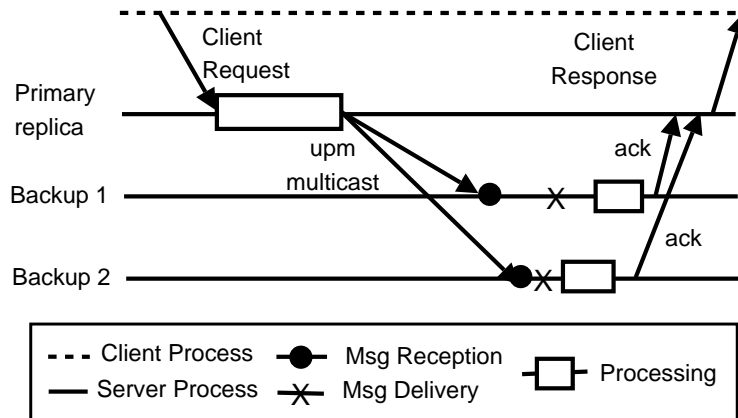 Client
Request
Client
Response
Primary
replica
upm
multicast
ack
Backup 1
ack
Backup 2
Client Process
Msg Reception
Processing
Server Process
Msg Delivery